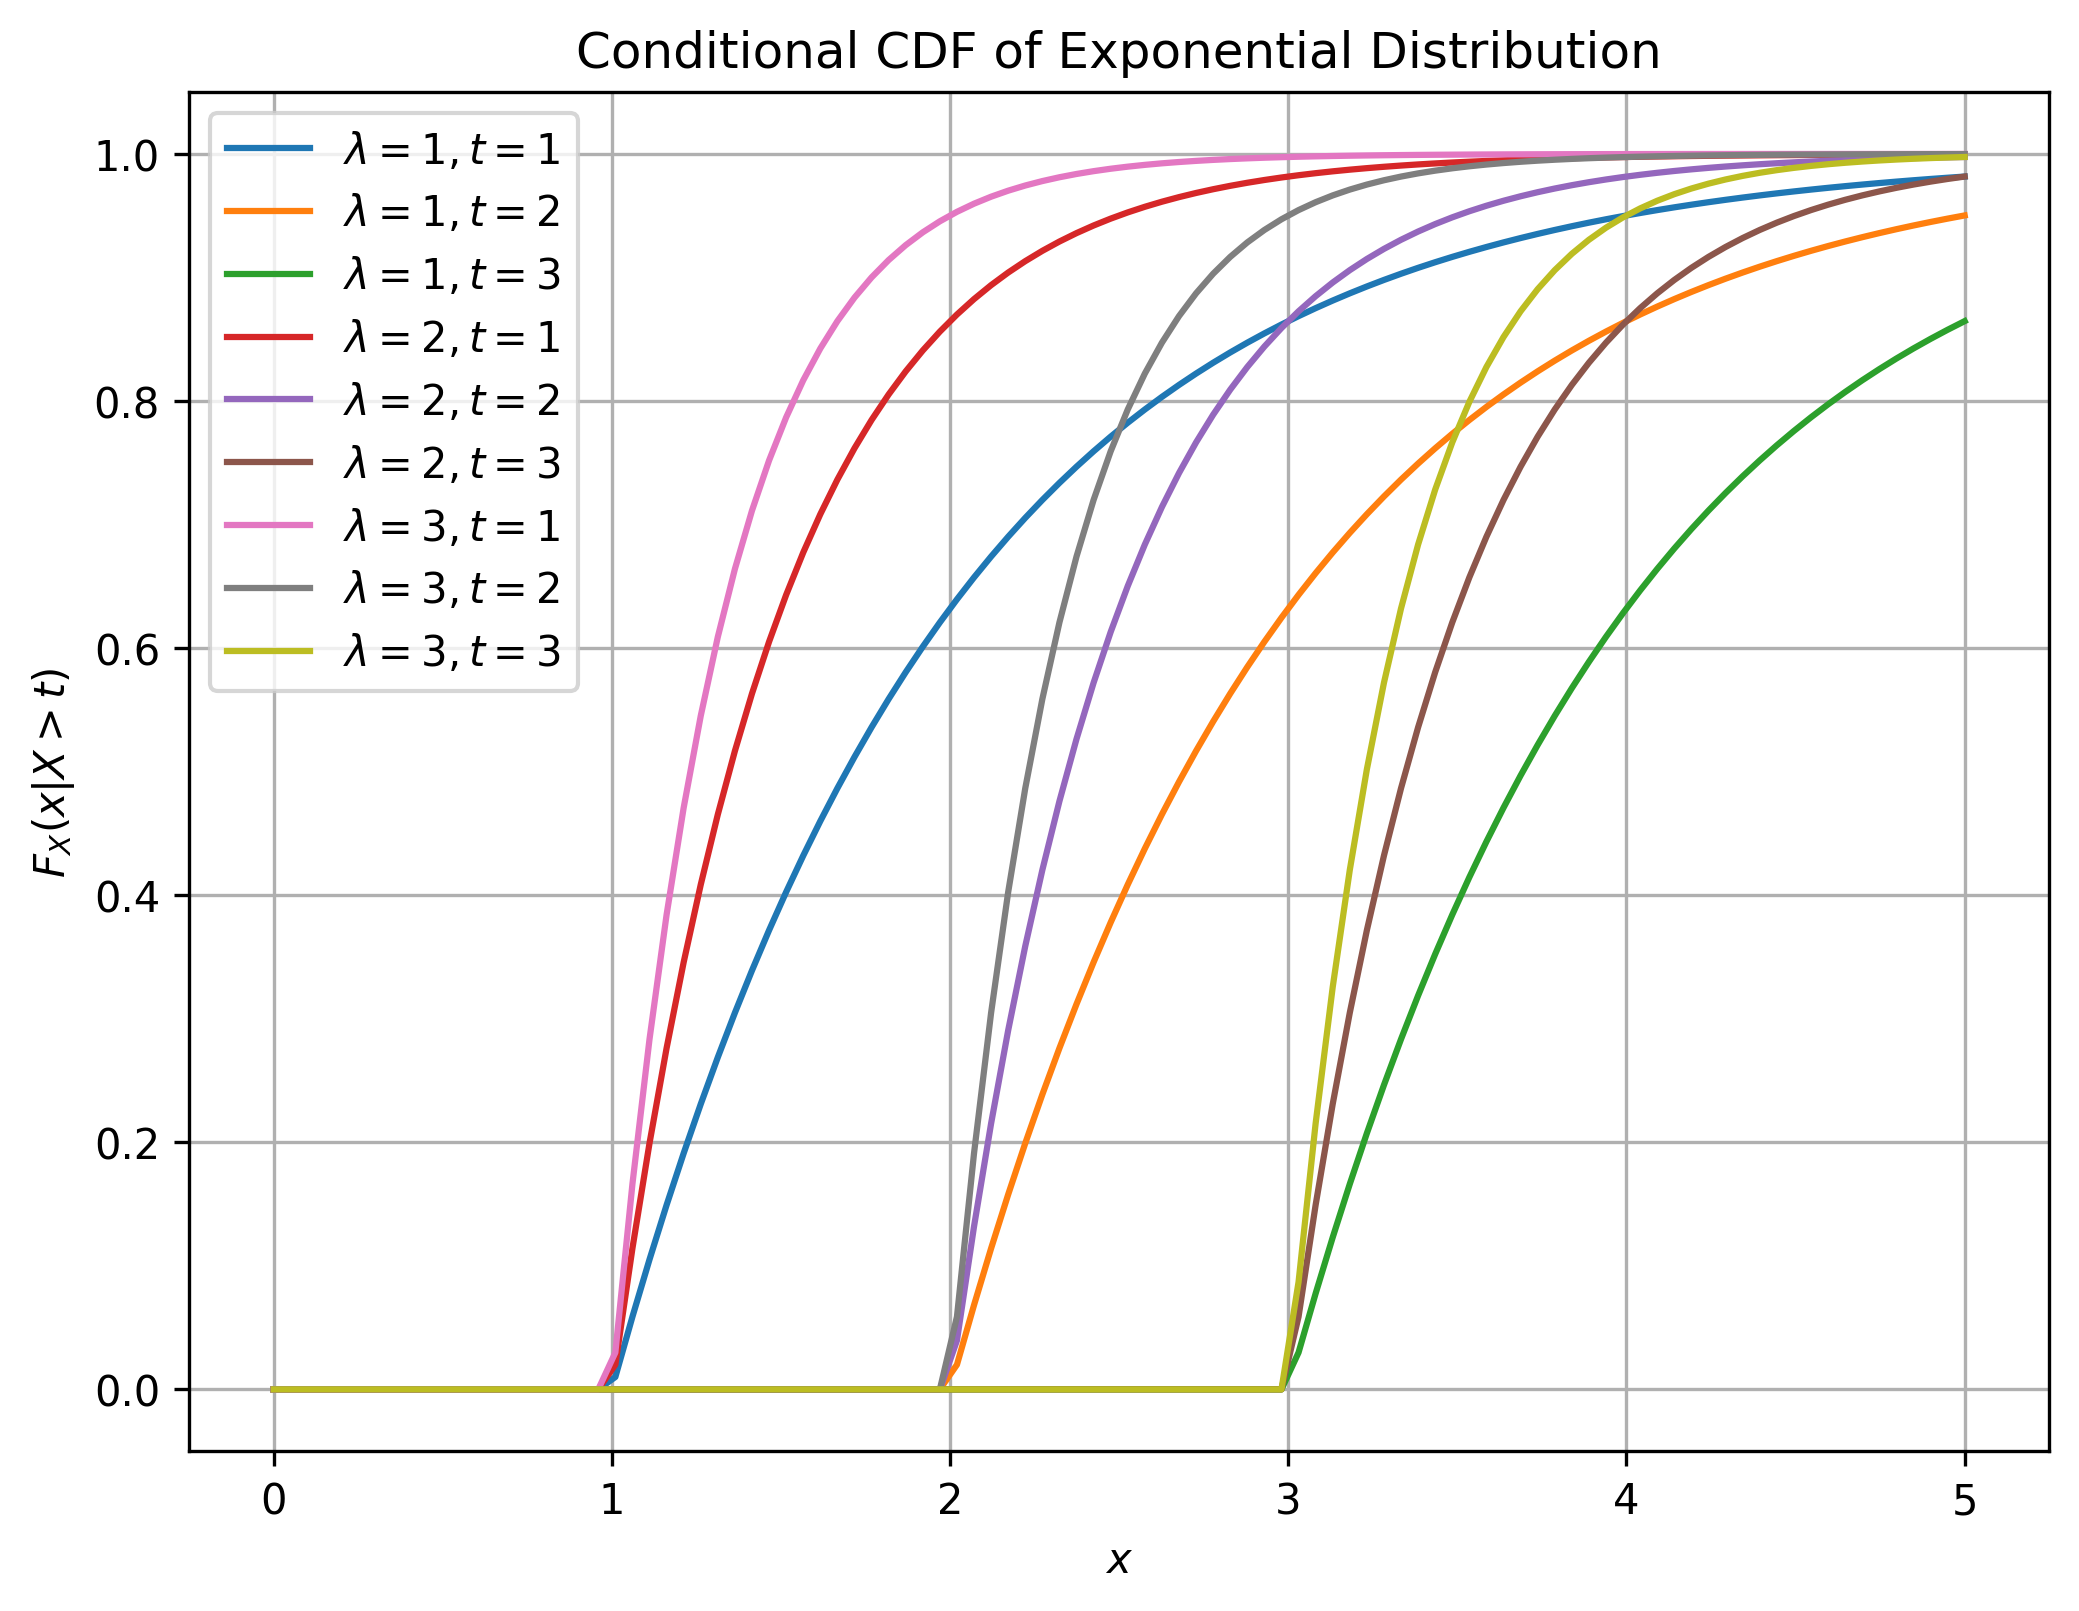 Conditional CDF of Exponential Distribution
λ = 1, t = 1
λ = 1, t = 2
λ = 1, t = 3
λ = 2, t = 1
λ = 2, t = 2
λ = 2, t = 3
λ = 3, t = 1
λ = 3, t = 2
λ = 3, t = 3
1.0
0.8
0.6
0.4
0.2
0.0
F_X(x|X > t)
0 1 2 3 4 5
x